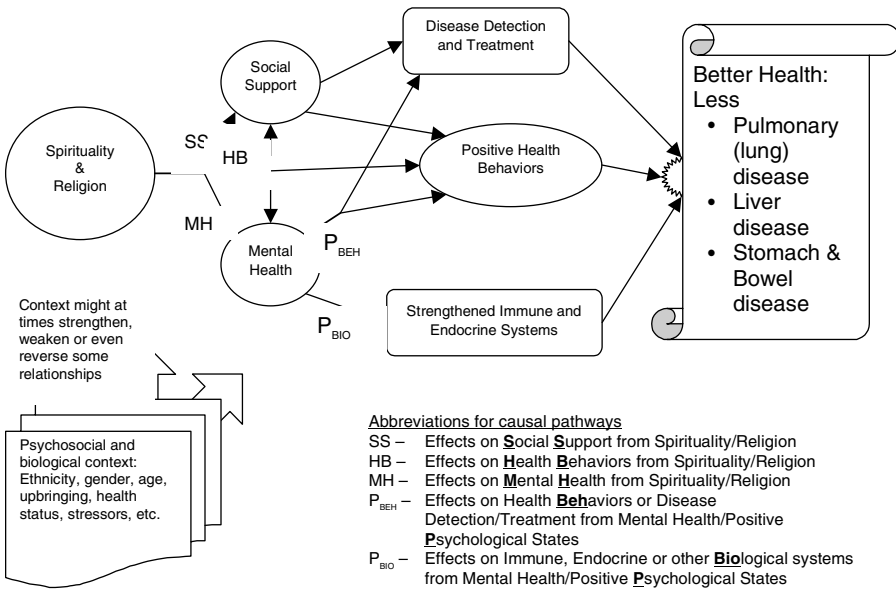 Disease Detection
and Treatment
Social
Support
Better Health:
Less
• Pulmonary
(lung)
disease
• Liver
disease
• Stomach &
Bowel
disease
Spirituality
&
Religion
SS
HB
MH
Positive Health
Behaviors
Mental
Health
P BEH
P BIO
Strengthened Immune and
Endocrine Systems
Context might at
times strengthen,
weaken or even
reverse some
relationships
Psychosocial and
biological context:
Ethnicity, gender, age,
upbringing, health
status, stressors, etc.
Abbreviations for causal pathways
SS – Effects on Social Support from Spirituality/Religion
HB – Effects on Health Behaviors from Spirituality/Religion
MH – Effects on Mental Health from Spirituality/Religion
P BEH – Effects on Health Behaviors or Disease
Detection/Treatment from Mental Health/Positive
Psychological States
P BIO – Effects on Immune, Endocrine or other Biological systems
from Mental Health/Positive Psychological States